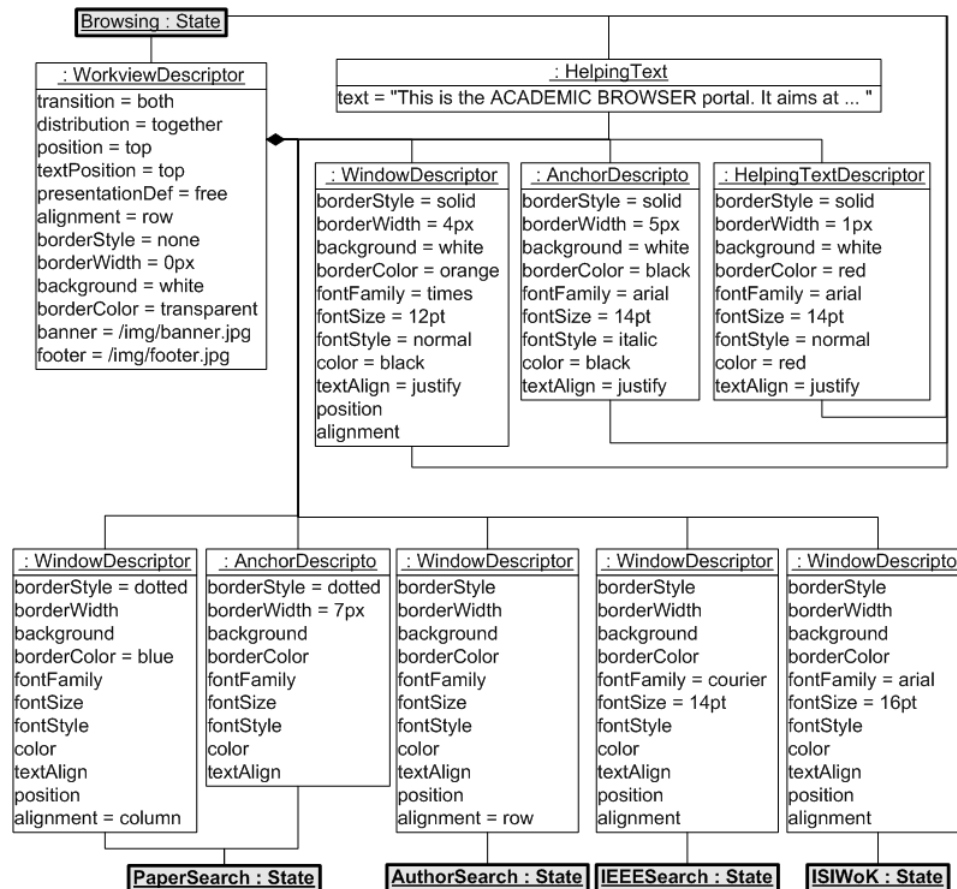 Browsing : State
: WorkviewDescriptor
transition = both
distribution = together
position = top
textPosition = top
presentationDef = free
alignment = row
borderStyle = none
borderWidth = 0px
background = white
borderColor = transparent
banner = /img/banner.jpg
footer = /img/footer.jpg
: HelpingText
text = "This is the ACADEMIC BROWSER portal. It aims at ... "
: WindowDescriptor
borderStyle = solid
borderWidth = 4px
background = white
borderColor = orange
fontFamily = times
fontSize = 12pt
fontStyle = normal
color = black
textAlign = justify
position
alignment
: AnchorDescripto
borderStyle = solid
borderWidth = 5px
background = white
borderColor = black
fontFamily = arial
fontSize = 14pt
fontStyle = italic
color = black
textAlign = justify
: HelpingTextDescriptor
borderStyle = solid
borderWidth = 1px
background = white
borderColor = red
fontFamily = arial
fontSize = 14pt
fontStyle = normal
color = red
textAlign = justify
: WindowDescriptor
borderStyle = dotted
borderWidth
background
borderColor = blue
fontFamily
fontSize
fontStyle
color
textAlign
position
alignment = column
: AnchorDescripto
borderStyle = dotted
borderWidth = 7px
background
borderColor
fontFamily
fontSize
fontStyle
color
textAlign
: WindowDescriptor
borderStyle
borderWidth
background
borderColor
fontFamily
fontSize
fontStyle
color
textAlign
position
alignment = row
: WindowDescriptor
borderStyle
borderWidth
background
borderColor
fontFamily = courier
fontSize = 14pt
fontStyle
color
textAlign
position
alignment
: WindowDescripto
borderStyle
borderWidth
background
borderColor
fontFamily = arial
fontSize = 16pt
fontStyle
color
textAlign
position
alignment
PaperSearch : State
AuthorSearch : State
IEEESearch : State
ISIWoK : State